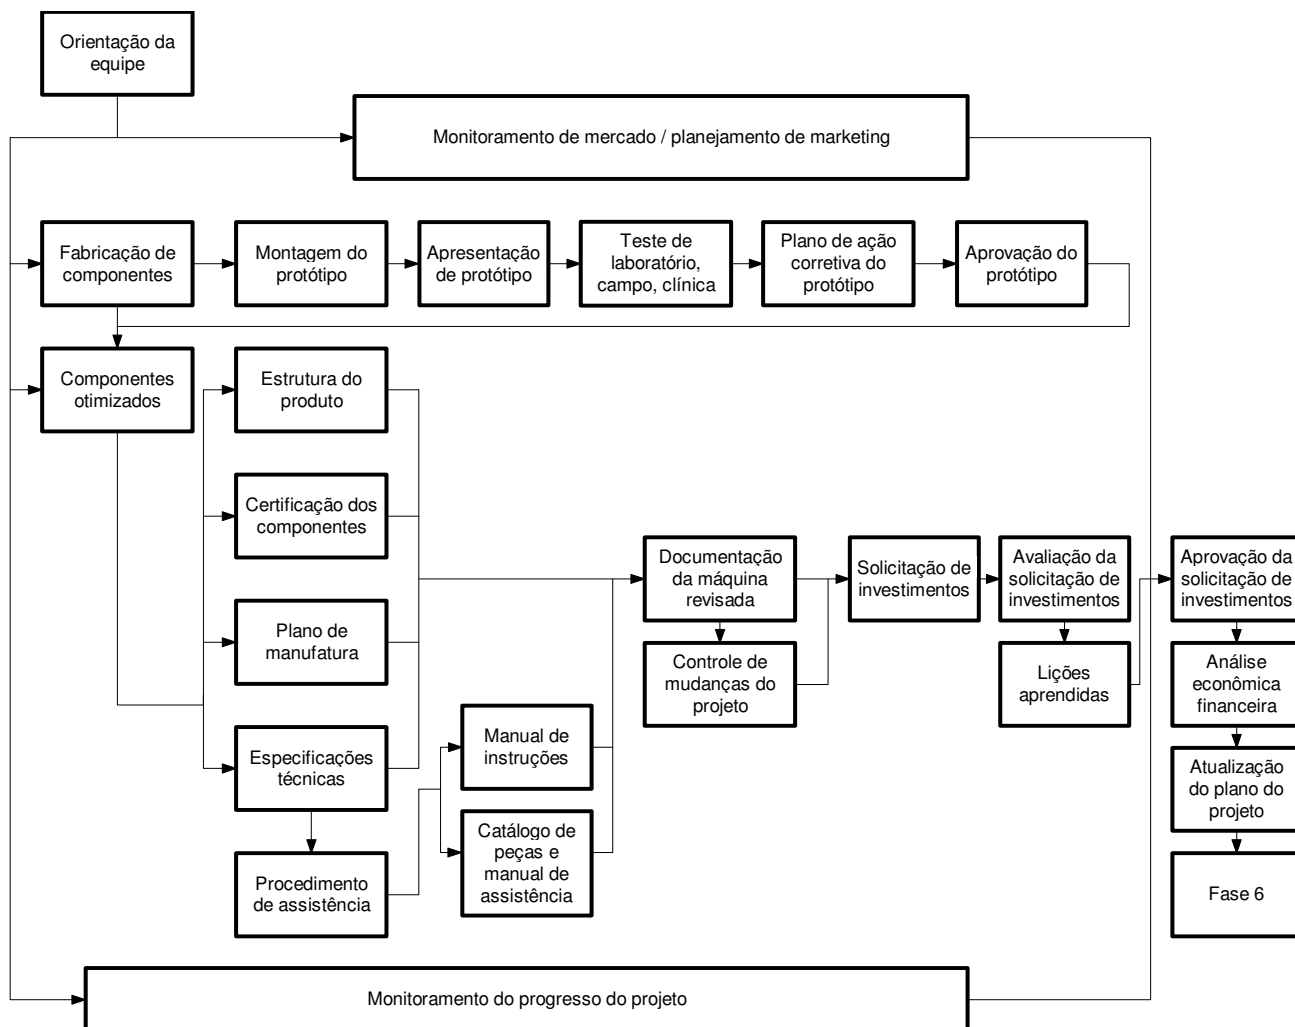 Orientação da
equipe
Monitoramento de mercado / planejamento de marketing
Fabricação de
componentes
Montagem do
protótipo
Apresentação
de protótipo
Teste de
laboratório,
campo, clínica
Plano de ação
corretiva do
protótipo
Aprovação do
protótipo
Componentes
otimizados
Estrutura do
produto
Certificação dos
componentes
Plano de
manufatura
Especificações
técnicas
Procedimento
de assistência
Manual de
instruções
Catálogo de
peças e
manual de
assistência
Documentação
da máquina
revisada
Controle de
mudanças do
projeto
Solicitação de
investimentos
Avaliação da
solicitação de
investimentos
Lições
aprendidas
Aprovação da
solicitação de
investimentos
Análise
econômica
financeira
Atualização
do plano do
projeto
Fase 6
Monitoramento do progresso do projeto